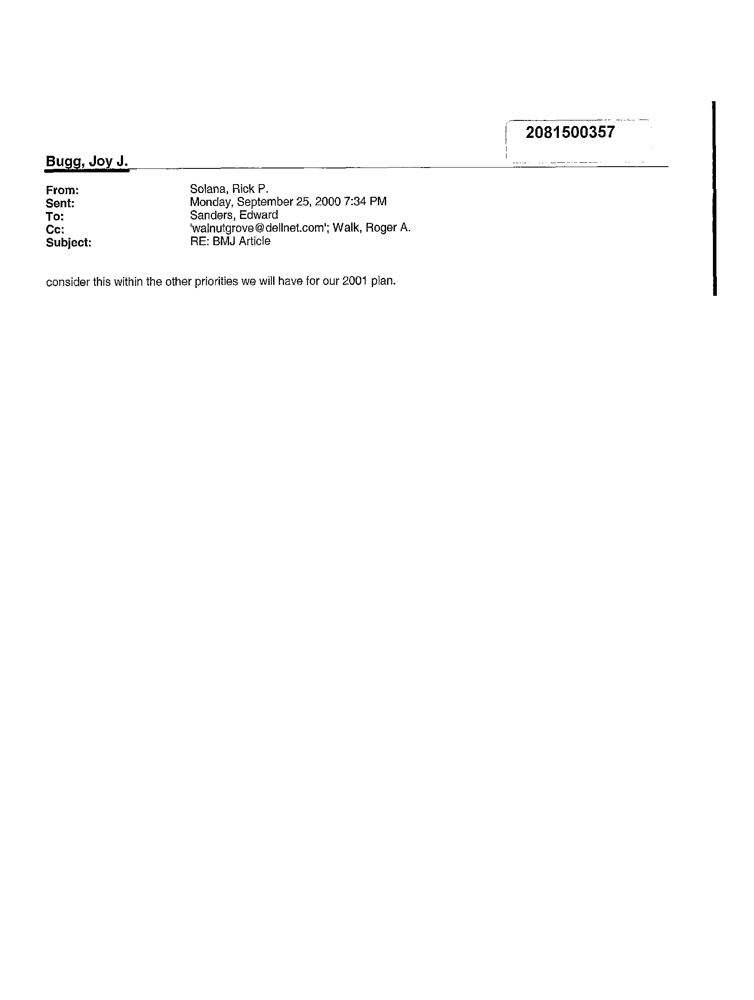 2081500357
Bugg, Joy J.
From: Solana, Rick P.
Sent: Monday, September 25, 2000 7:34 PM
To: Sanders, Edward
Cc: 'walnutgrove@dellnet.com'; Walk, Roger A.
Subject: RE: BMJ Article
consider this within the other priorities we will have for our 2001 plan.